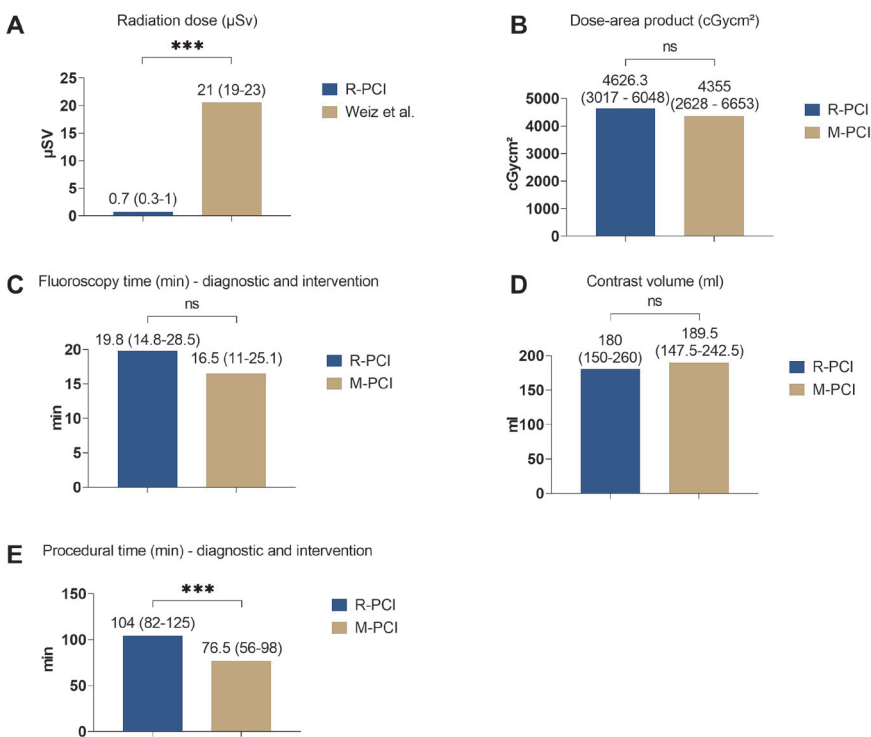 A
Radiation dose (µSv)
***
25
20
15
10
5
0
µSV
0.7 (0.3-1)
21 (19-23)
R-PCI
Weiz et al.
B
Dose-area product (cGycm²)
ns
4626.3
(3017 - 6048)
4355
(2628 - 6653)
5000
4000
3000
2000
1000
0
cGycm²
R-PCI
M-PCI
C
Fluoroscopy time (min) - diagnostic and intervention
ns
19.8 (14.8-28.5)
16.5 (11-25.1)
20
15
10
5
0
min
R-PCI
M-PCI
D
Contrast volume (ml)
ns
180
(150-260)
189.5
(147.5-242.5)
200
150
100
50
0
ml
R-PCI
M-PCI
E
Procedural time (min) - diagnostic and intervention
***
104 (82-125)
76.5 (56-98)
150
100
50
0
min
R-PCI
M-PCI